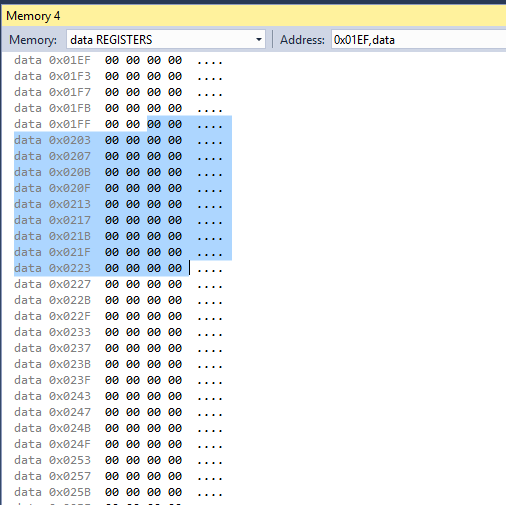 Memory 4
Memory: data REGISTERS Address: 0x01EF,data
data 0x01EF 00 00 00 00 ....
data 0x01F3 00 00 00 00 ....
data 0x01F7 00 00 00 00 ....
data 0x01FB 00 00 00 00 ....
data 0x01FF 00 00 00 00 ....
data 0x0203 00 00 00 00 ....
data 0x0207 00 00 00 00 ....
data 0x020B 00 00 00 00 ....
data 0x020F 00 00 00 00 ....
data 0x0213 00 00 00 00 ....
data 0x0217 00 00 00 00 ....
data 0x021B 00 00 00 00 ....
data 0x021F 00 00 00 00 ....
data 0x0223 00 00 00 00 ....
data 0x0227 00 00 00 00 ....
data 0x022B 00 00 00 00 ....
data 0x022F 00 00 00 00 ....
data 0x0233 00 00 00 00 ....
data 0x0237 00 00 00 00 ....
data 0x023B 00 00 00 00 ....
data 0x023F 00 00 00 00 ....
data 0x0243 00 00 00 00 ....
data 0x0247 00 00 00 00 ....
data 0x024B 00 00 00 00 ....
data 0x024F 00 00 00 00 ....
data 0x0253 00 00 00 00 ....
data 0x0257 00 00 00 00 ....
data 0x025B 00 00 00 00 ....